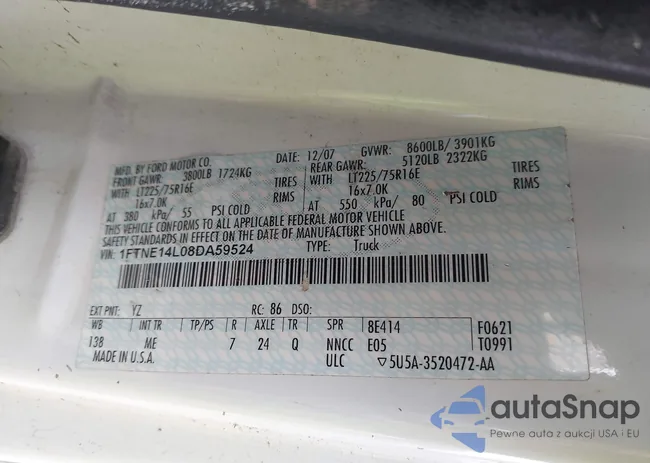 MFD. BY FORD MOTOR CO.
DATE: 12/07 GVWR: 8600LB/ 3901KG
FRONT GAWR: 3800LB 1724KG
REAR GAWR: 5120LB 2322KG
WITH LT225/75R16E TIRES
WITH LT225/75R16E TIRES
16x7.0K RIMS
16x7.0K RIMS
AT 380 kPa/ 55 PSI COLD
AT 550 kPa/ 80 PSI COLD
THIS VEHICLE CONFORMS TO ALL APPLICABLE FEDERAL MOTOR VEHICLE
SAFETY STANDARDS IN EFFECT ON THE DATE OF MANUFACTURE SHOWN ABOVE.
VIN: 1FTNE14L08DA59524 TYPE: Truck
EXT PNT: YZ RC: 86 DSO:
WB INT TR TP/PS R AXLE TR SPR 8E414 F0621
138 ME 7 24 Q NNCC E05 T0991
MADE IN U.S.A. ULC ▽5U5A-3520472-AA
autaSnap
Pewne auta z aukcji USA i EU